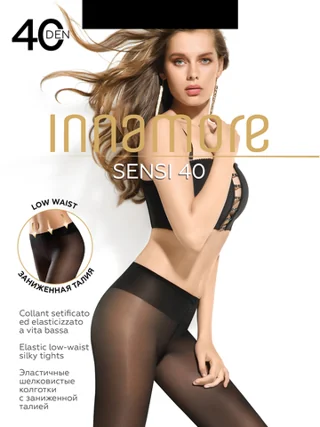 40 DEN
innamore
SENSI 40
LOW WAIST
ЗАНИЖЕННАЯ ТАЛИЯ
Collant setificato
ed elasticizzato
a vita bassa
Elastic low-waist
silky tights
Эластичные
шелковистые
колготки
с заниженной
талией